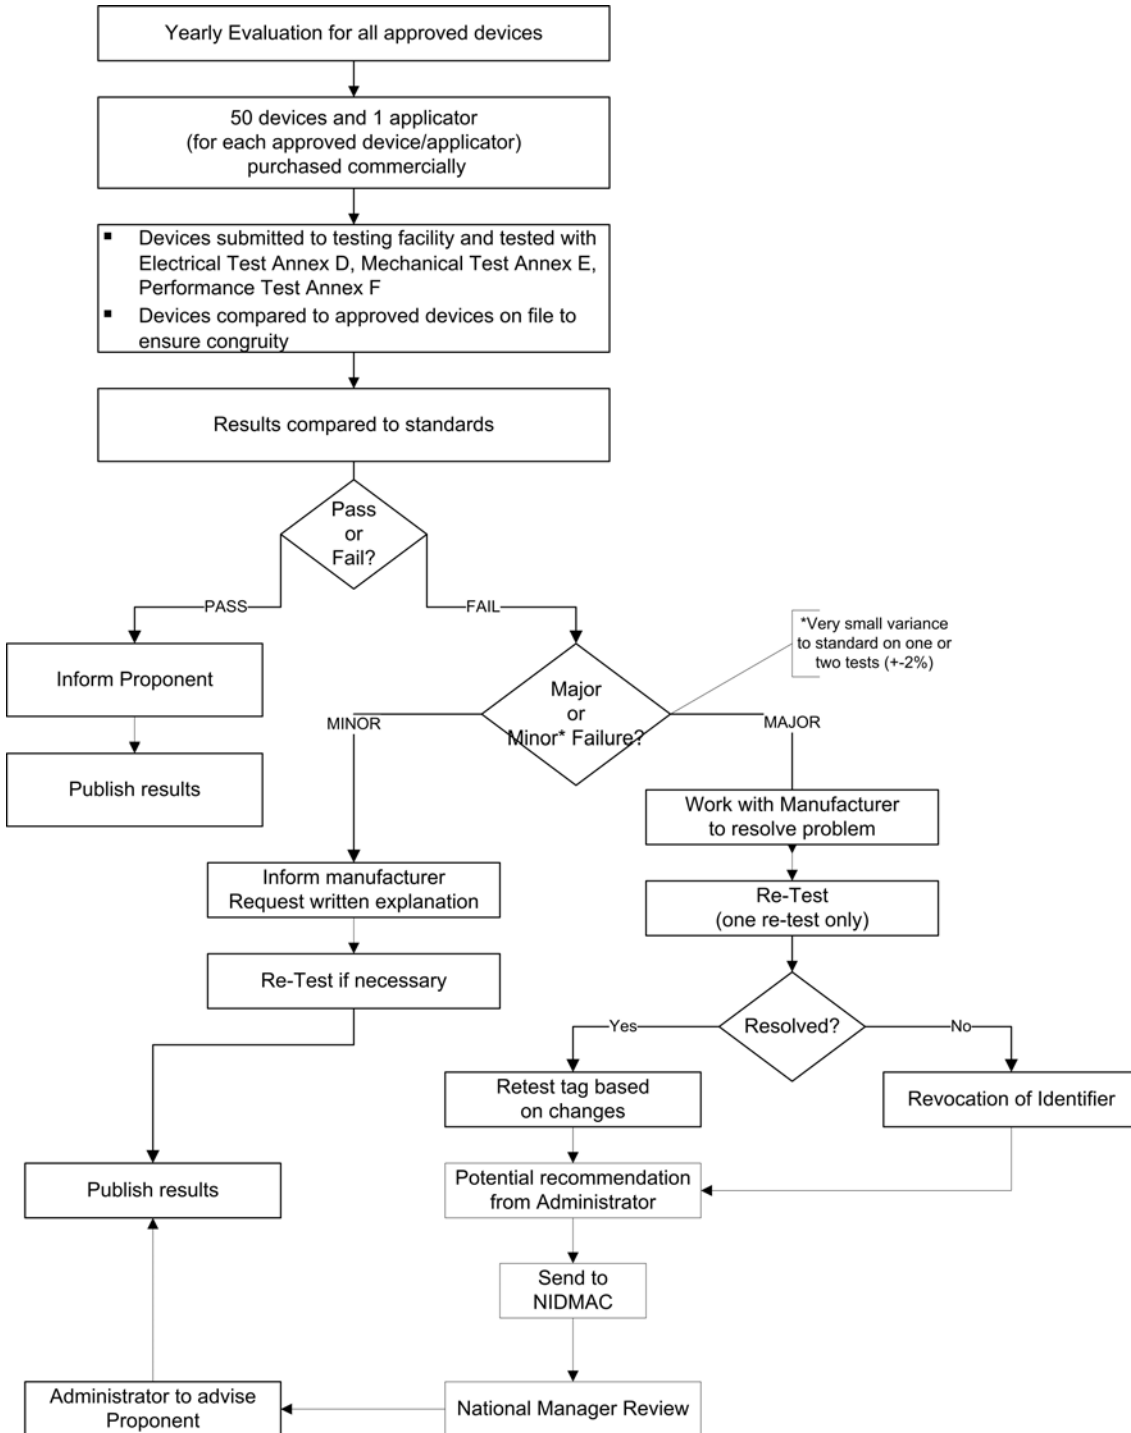 Yearly Evaluation for all approved devices
50 devices and 1 applicator
(for each approved device/applicator)
purchased commercially
▪ Devices submitted to testing facility and tested with
Electrical Test Annex D, Mechanical Test Annex E,
Performance Test Annex F
▪ Devices compared to approved devices on file to
ensure congruity
Results compared to standards
Pass
or
Fail?
PASS
FAIL
*Very small variance
to standard on one or
two tests (+-2%)
Inform Proponent
Major
or
Minor* Failure?
MINOR
MAJOR
Publish results
Work with Manufacturer
to resolve problem
Inform manufacturer
Request written explanation
Re-Test
(one re-test only)
Re-Test if necessary
Resolved?
Yes
No
Retest tag based
on changes
Revocation of Identifier
Publish results
Potential recommendation
from Administrator
Send to
NIDMAC
Administrator to advise
Proponent
National Manager Review